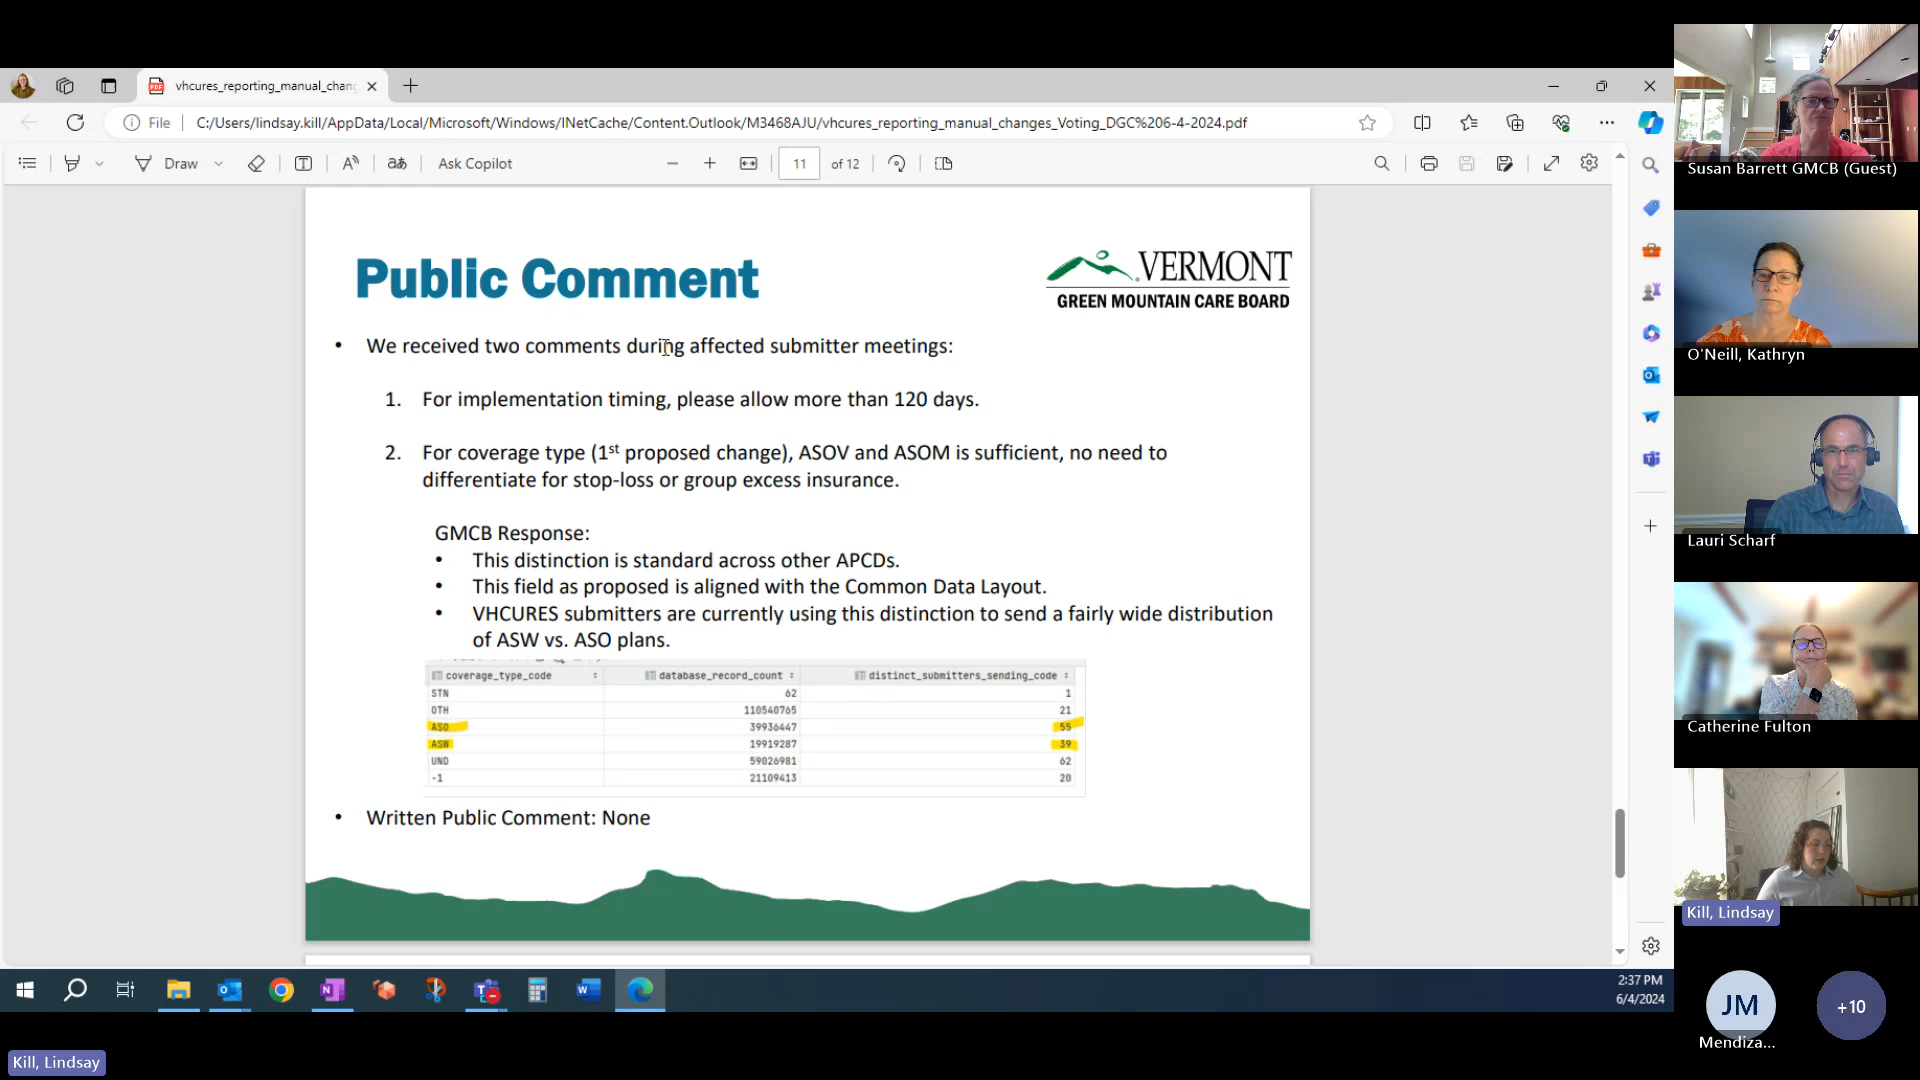 vhcures_reporting_manual_chan
File
C:/Users/lindsay.kill/AppData/Local/Microsoft/Windows/INetCache/Content.Outlook/M3468AJU/vhcures_reporting_manual_changes_Voting_DGC%206-4-2024.pdf
Draw
Ask Copilot
11 of 12
Public Comment
VERMONT
GREEN MOUNTAIN CARE BOARD
• We received two comments during affected submitter meetings:
1. For implementation timing, please allow more than 120 days.
2. For coverage type (1st proposed change), ASOV and ASOM is sufficient, no need to
differentiate for stop-loss or group excess insurance.
GMCB Response:
• This distinction is standard across other APCDs.
• This field as proposed is aligned with the Common Data Layout.
• VHCURES submitters are currently using this distinction to send a fairly wide distribution
of ASW vs. ASO plans.
coverage_type_code database_record_count distinct_submitters_sending_code
STN 62 1
OTH 110540765 21
ASO 39936447 55
ASW 19919287 39
UND 59026981 62
-1 21109413 20
• Written Public Comment: None
2:37 PM
6/4/2024
Susan Barrett GMCB (Guest)
O'Neill, Kathryn
Lauri Scharf
Catherine Fulton
Kill, Lindsay
JM
Mendiza...
+10
Kill, Lindsay